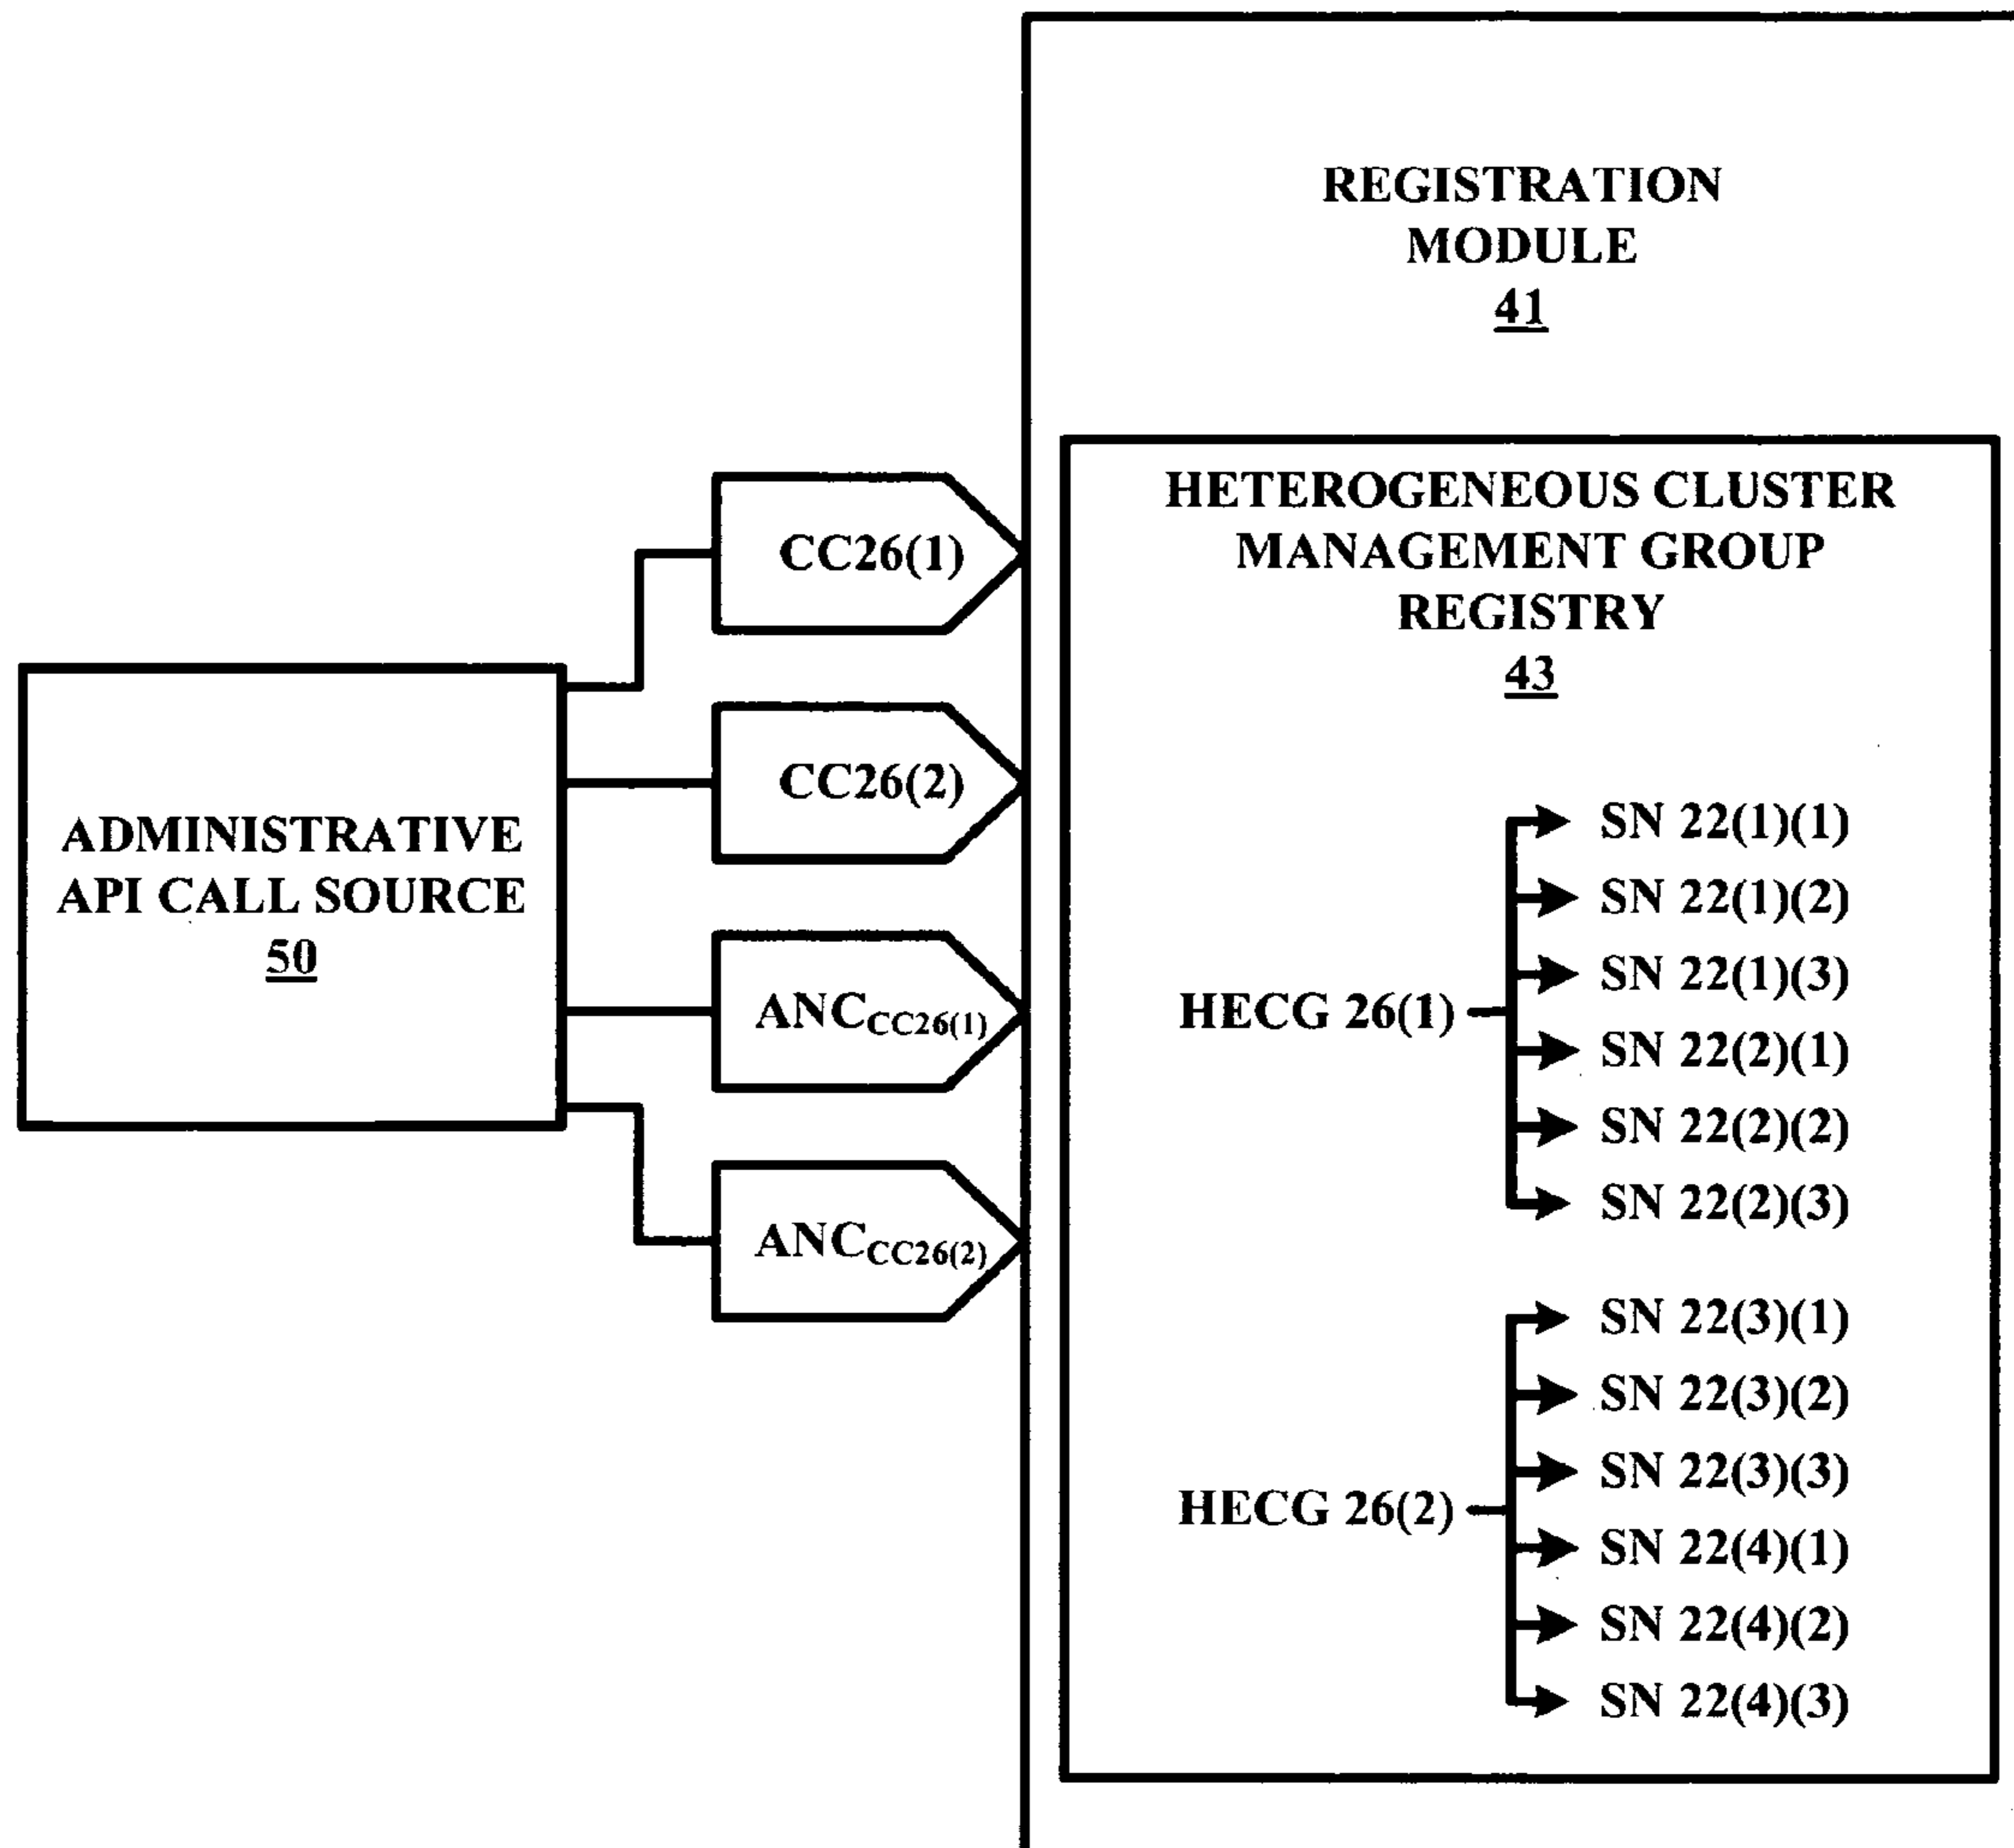 REGISTRATION
MODULE
41
HETEROGENEOUS CLUSTER
MANAGEMENT GROUP
REGISTRY
43
CC26(1)
CC26(2)
ADMINISTRATIVE
API CALL SOURCE
50
ANCCC26(1)
ANCCC26(2)
HECG 26(1)
SN 22(1)(1)
SN 22(1)(2)
SN 22(1)(3)
SN 22(2)(1)
SN 22(2)(2)
SN 22(2)(3)
HECG 26(2)
SN 22(3)(1)
SN 22(3)(2)
SN 22(3)(3)
SN 22(4)(1)
SN 22(4)(2)
SN 22(4)(3)